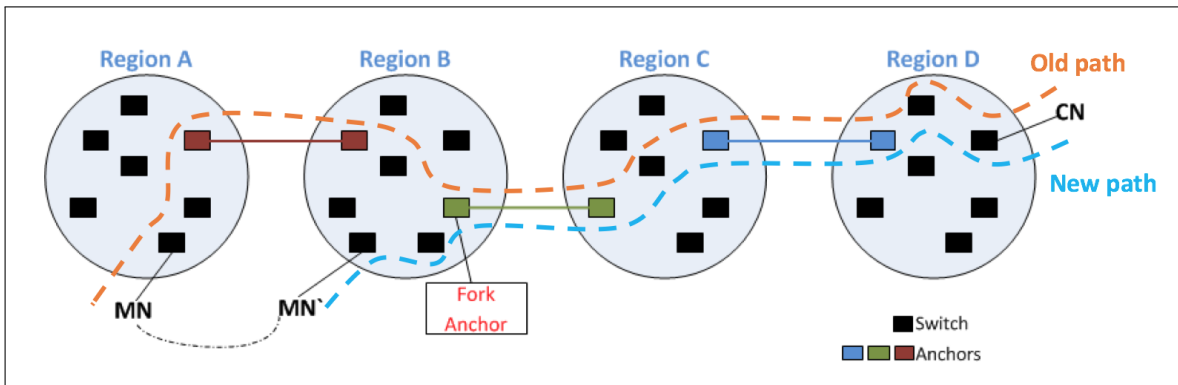 Region A
Region B
Region C
Region D
Old path
CN
New path
MN
MN`
Fork
Anchor
Switch
Anchors